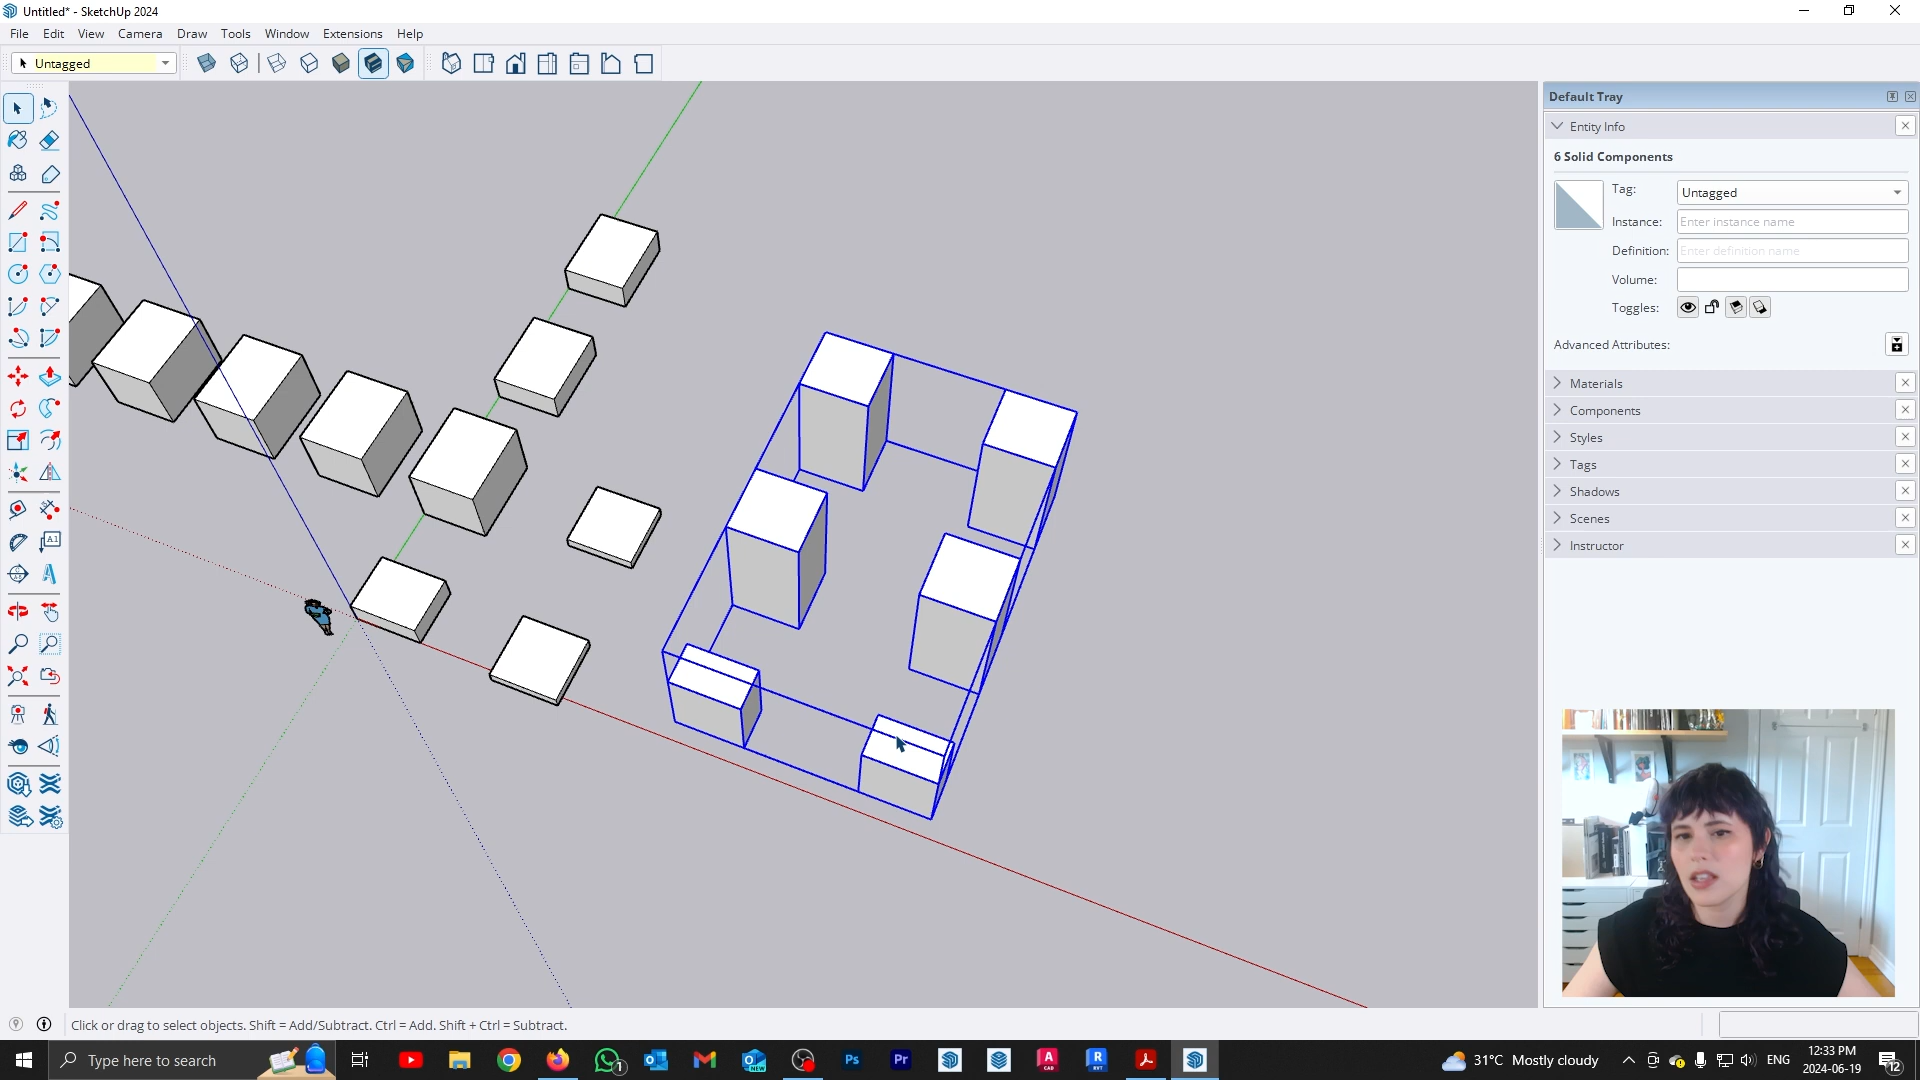 Untitled* - SketchUp 2024
File Edit View Camera Draw Tools Window Extensions Help
Untagged
Default Tray
Entity Info
6 Solid Components
Tag: Untagged
Instance: Enter instance name
Definition: Enter definition name
Volume:
Toggles:
Advanced Attributes:
Materials
Components
Styles
Tags
Shadows
Scenes
Instructor
Click or drag to select objects. Shift = Add/Subtract. Ctrl = Add. Shift + Ctrl = Subtract.
Type here to search
31°C Mostly cloudy
ENG
12:33 PM
2024-06-19
12